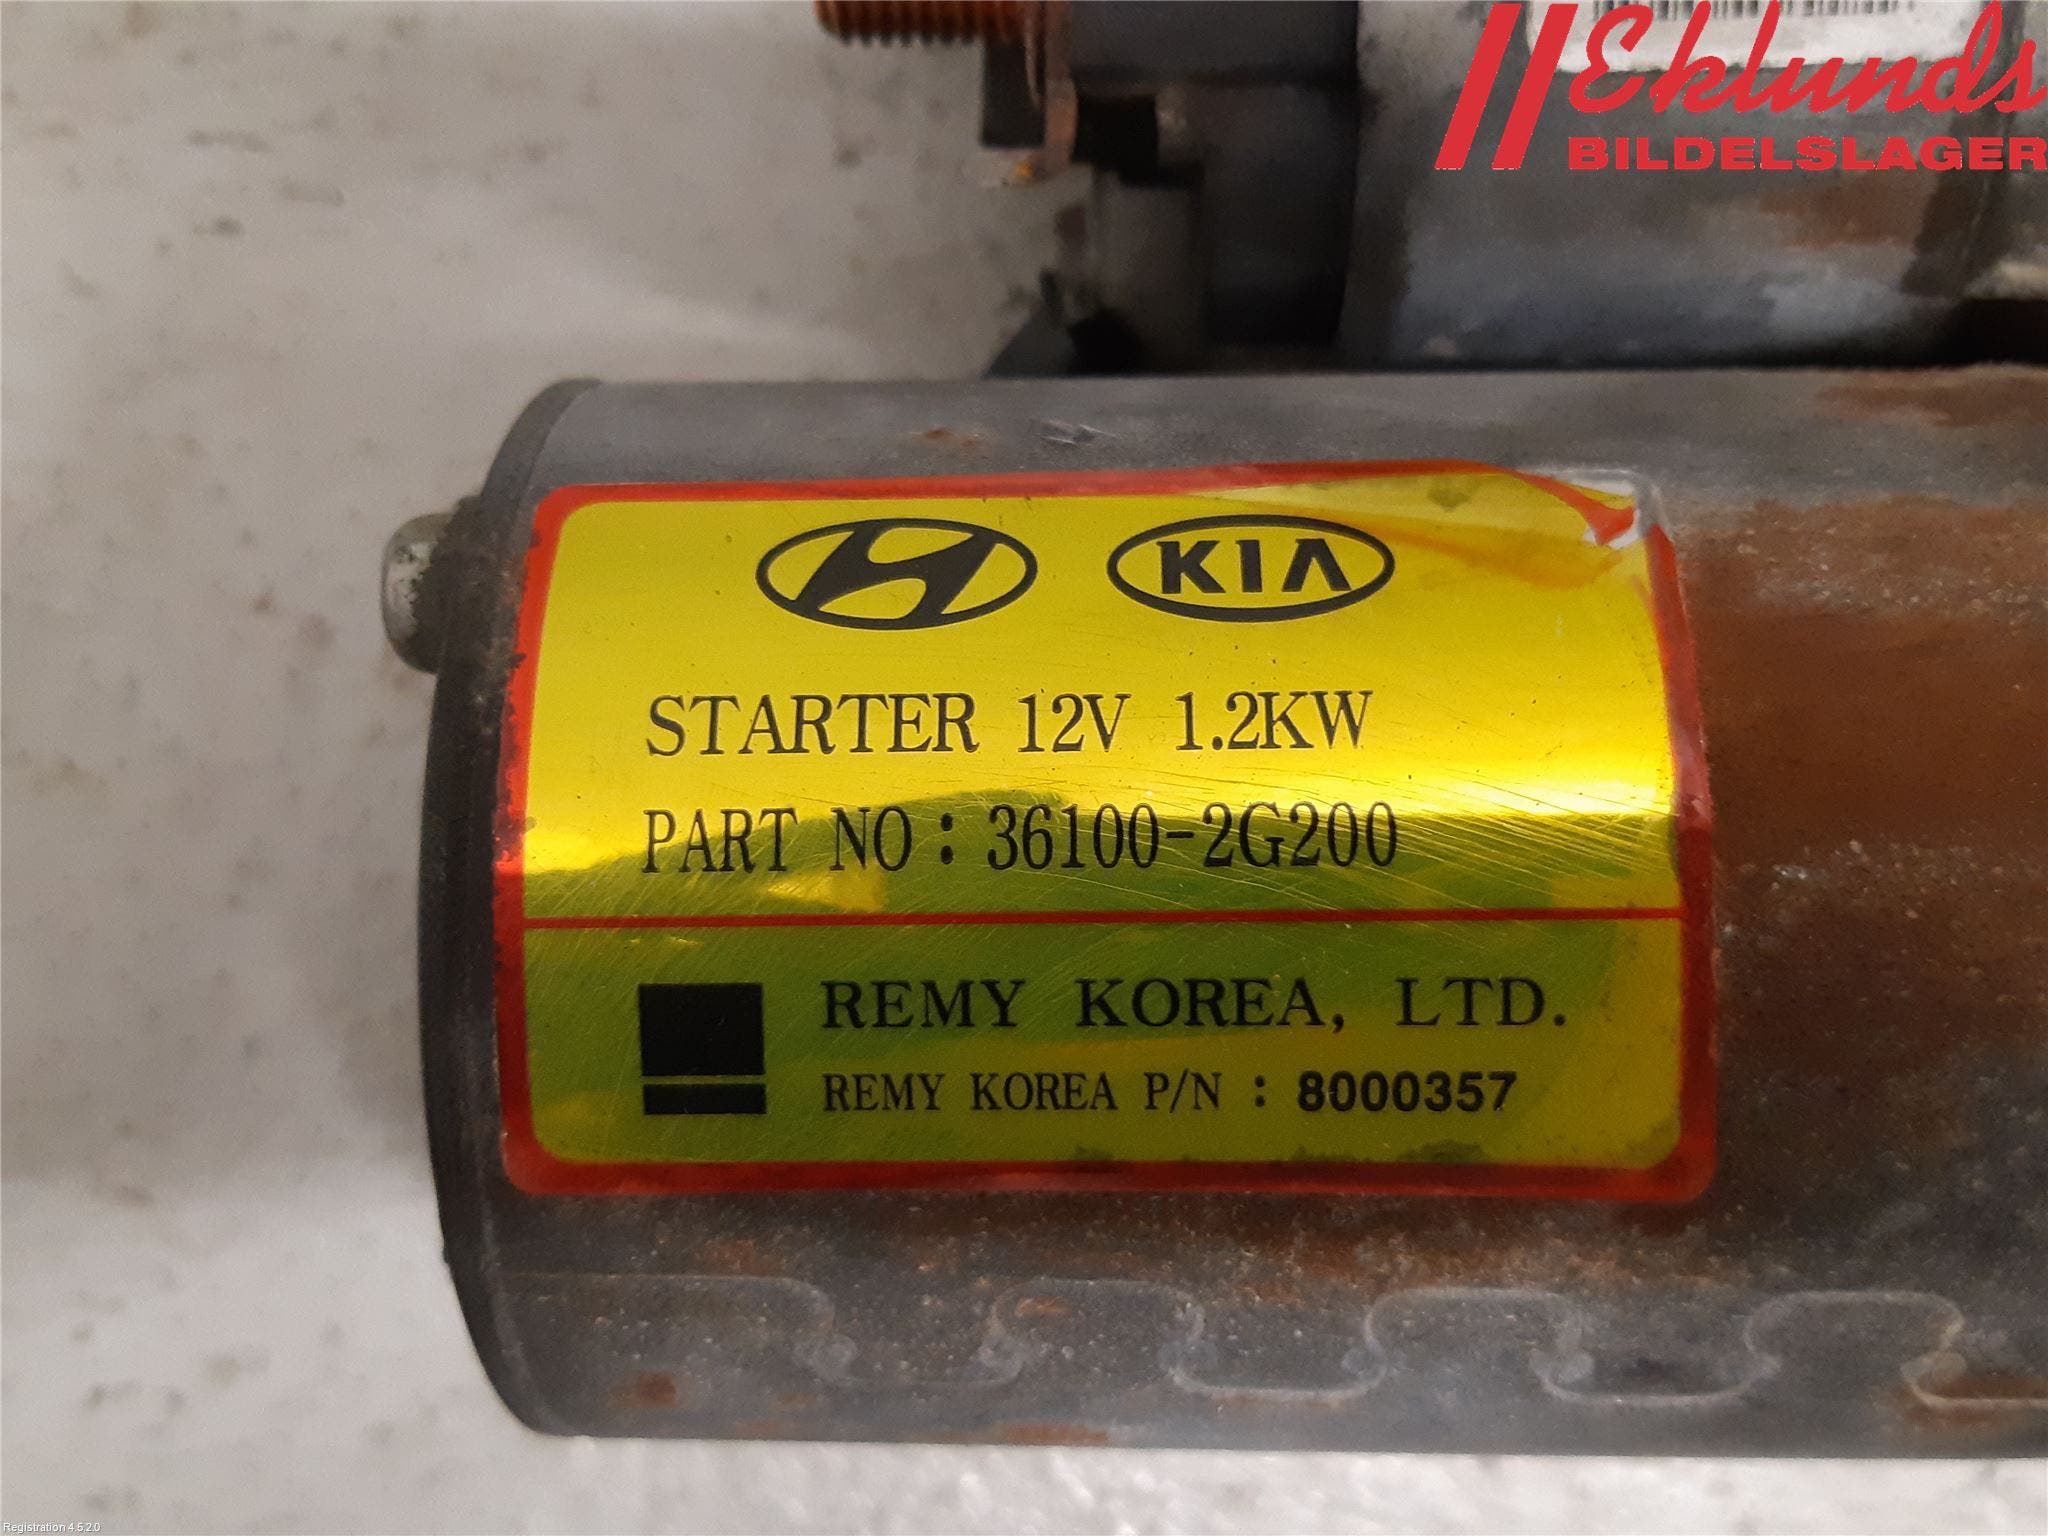 Eklunds
BILDELSLAGER
KIA
STARTER 12V 1.2KW
PART NO : 36100-2G200
REMY KOREA, LTD.
REMY KOREA P/N : 8000357
Registration 4.5.2.0